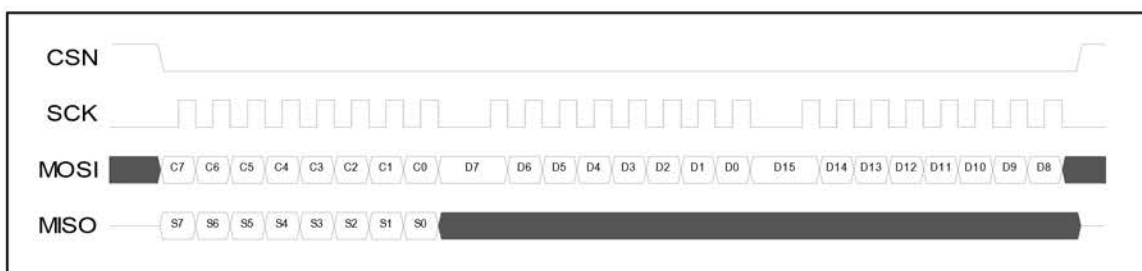 CSN
SCK
MOSI C7 C6 C5 C4 C3 C2 C1 C0 D7 D6 D5 D4 D3 D2 D1 D0 D15 D14 D13 D12 D11 D10 D9 D8
MISO S7 S6 S5 S4 S3 S2 S1 S0